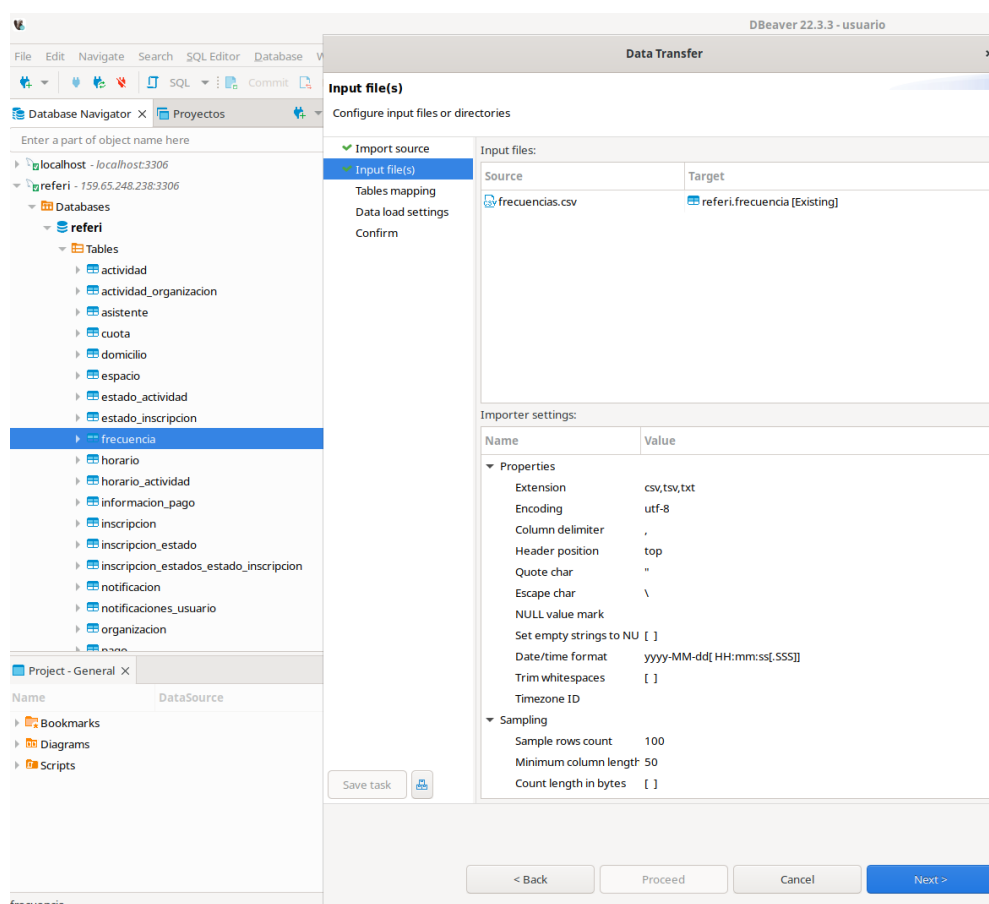 DBeaver 22.3.3 - usuario
File Edit Navigate Search SQL Editor Database
SQL Commit
Database Navigator Proyectos
Enter a part of object name here
localhost - localhost:3306
referi - 159.65.248.238:3306
Databases
referi
Tables
actividad
actividad_organizacion
asistente
cuota
domicilio
espacio
estado_actividad
estado_inscripcion
frecuencia
horario
horario_actividad
informacion_pago
inscripcion
inscripcion_estado
inscripcion_estados_estado_inscripcion
notificacion
notificaciones_usuario
organizacion
Project - General
Name DataSource
Bookmarks
Diagrams
Scripts
Data Transfer
Input file(s)
Configure input files or directories
Import source
Input file(s)
Tables mapping
Data load settings
Confirm
Input files:
Source Target
frecuencias.csv referi.frecuencia [Existing]
Importer settings:
Name Value
Properties
Extension csv,tsv,txt
Encoding utf-8
Column delimiter ,
Header position top
Quote char "
Escape char \
NULL value mark
Set empty strings to NU [ ]
Date/time format yyyy-MM-dd[ HH:mm:ss[.SSS]]
Trim whitespaces [ ]
Timezone ID
Sampling
Sample rows count 100
Minimum column length 50
Count length in bytes [ ]
Save task
< Back Proceed Cancel Next >